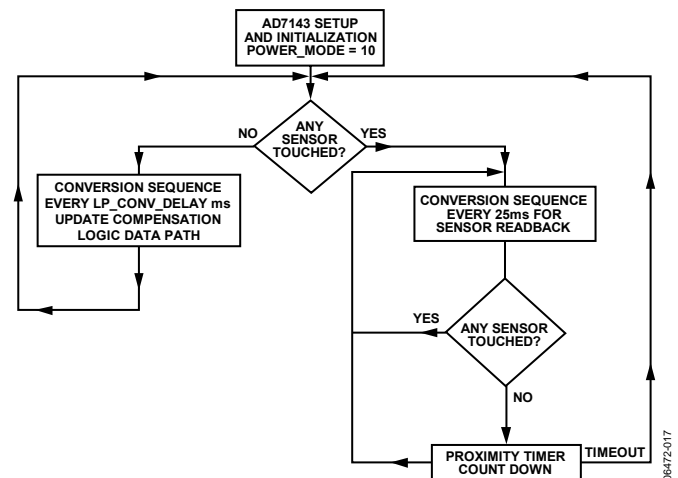 AD7143 SETUP
AND INITIALIZATION
POWER_MODE = 10
ANY
SENSOR
TOUCHED?
NO
YES
CONVERSION SEQUENCE
EVERY LP_CONV_DELAY ms
UPDATE COMPENSATION
LOGIC DATA PATH
CONVERSION SEQUENCE
EVERY 25ms FOR
SENSOR READBACK
YES
ANY SENSOR
TOUCHED?
NO
PROXIMITY TIMER
COUNT DOWN
TIMEOUT
06472-017